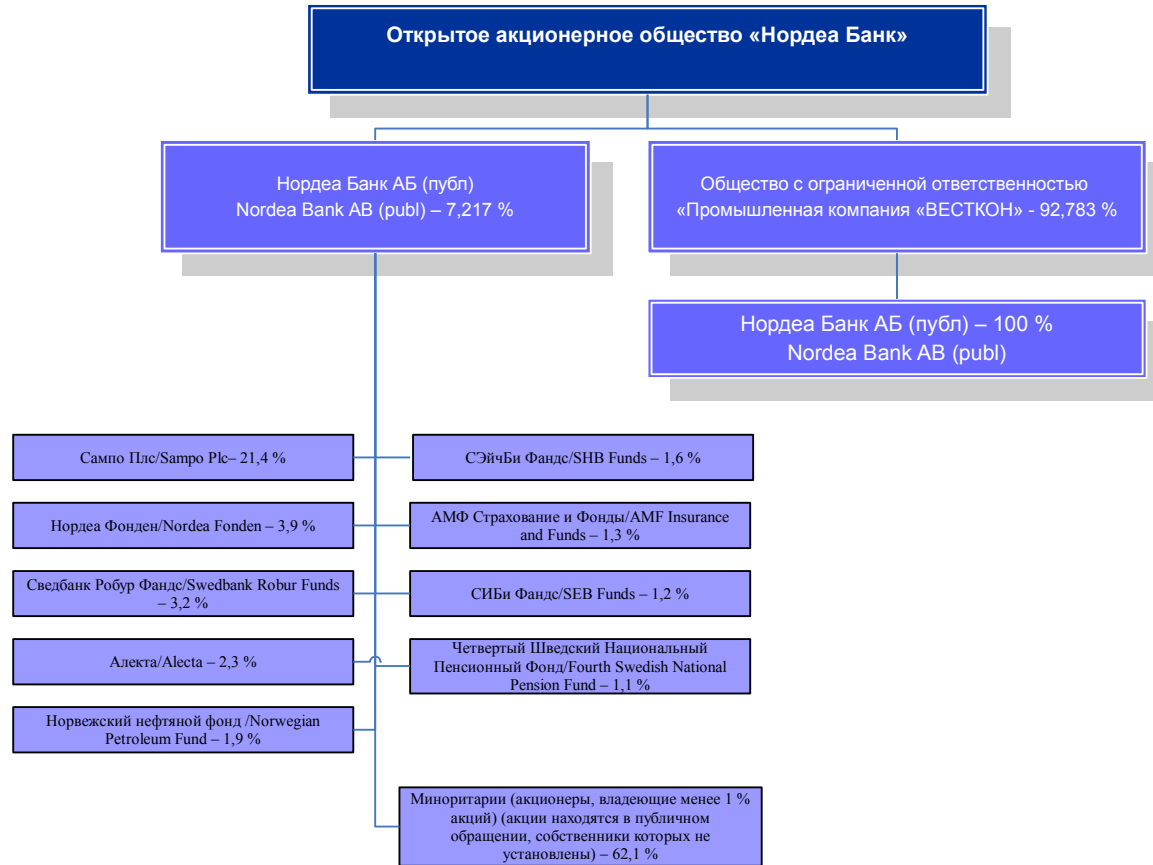 Открытое акционерное общество «Нордеа Банк»
Нордеа Банк АБ (публ)
Nordea Bank AB (publ) – 7,217 %
Общество с ограниченной ответственностью
«Промышленная компания «ВЕСТКОН» - 92,783 %
Нордеа Банк АБ (публ) – 100 %
Nordea Bank AB (publ)
Сампо Плс/Sampo Plc– 21,4 %
СЭйчБи Фандс/SHB Funds – 1,6 %
Нордеа Фонден/Nordea Fonden – 3,9 %
АМФ Страхование и Фонды/AMF Insurance
and Funds – 1,3 %
Сведбанк Робур Фандс/Swedbank Robur Funds
– 3,2 %
СИБи Фандс/SEB Funds – 1,2 %
Алекта/Alecta – 2,3 %
Четвертый Шведский Национальный
Пенсионный Фонд/Fourth Swedish National
Pension Fund – 1,1 %
Норвежский нефтяной фонд /Norwegian
Petroleum Fund – 1,9 %
Миноритарии (акционеры, владеющие менее 1 %
акций) (акции находятся в публичном
обращении, собственники которых не
установлены) – 62,1 %